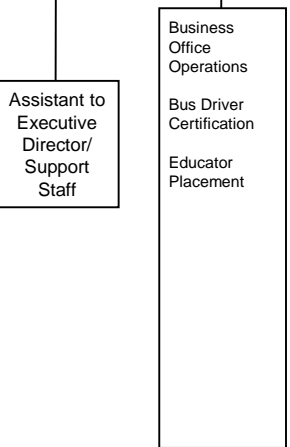 Assistant to
Executive
Director/
Support
Staff
Business
Office
Operations
Bus Driver
Certification
Educator
Placement